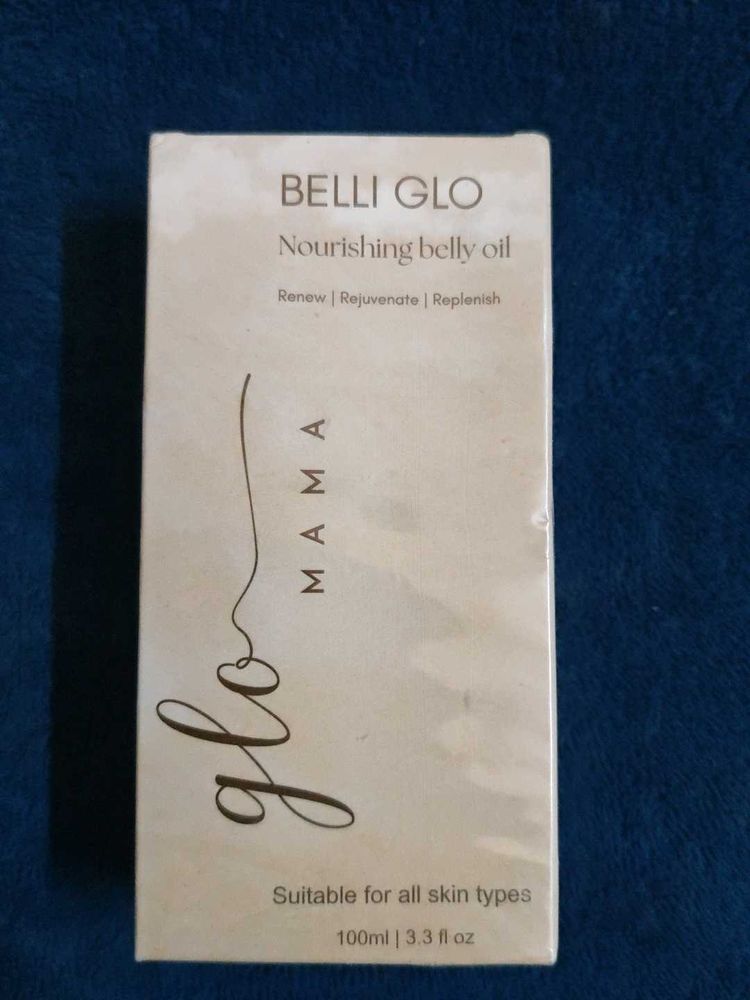 BELLI GLO
Nourishing belly oil
Renew | Rejuvenate | Replenish
glo
MAMA
Suitable for all skin types
100ml | 3.3 fl oz